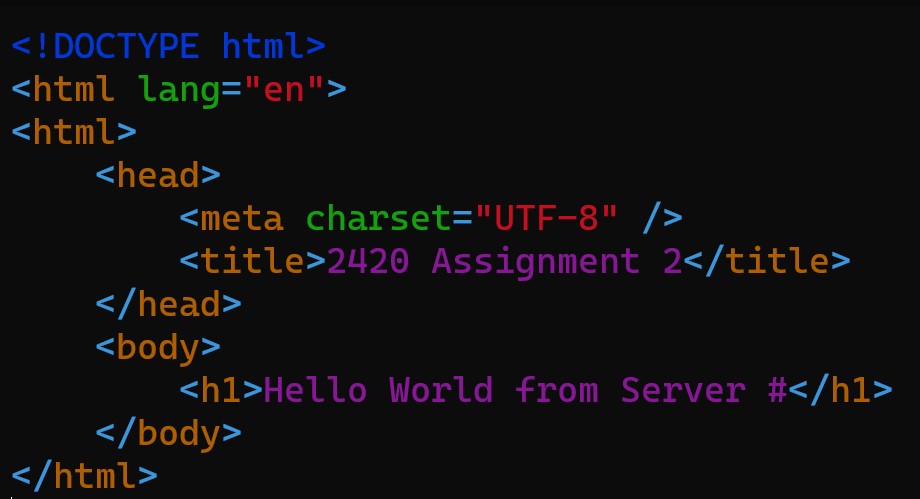 <!DOCTYPE html>
<html lang="en">
<html>
    <head>
        <meta charset="UTF-8" />
        <title>2420 Assignment 2</title>
    </head>
    <body>
        <h1>Hello World from Server #</h1>
    </body>
</html>